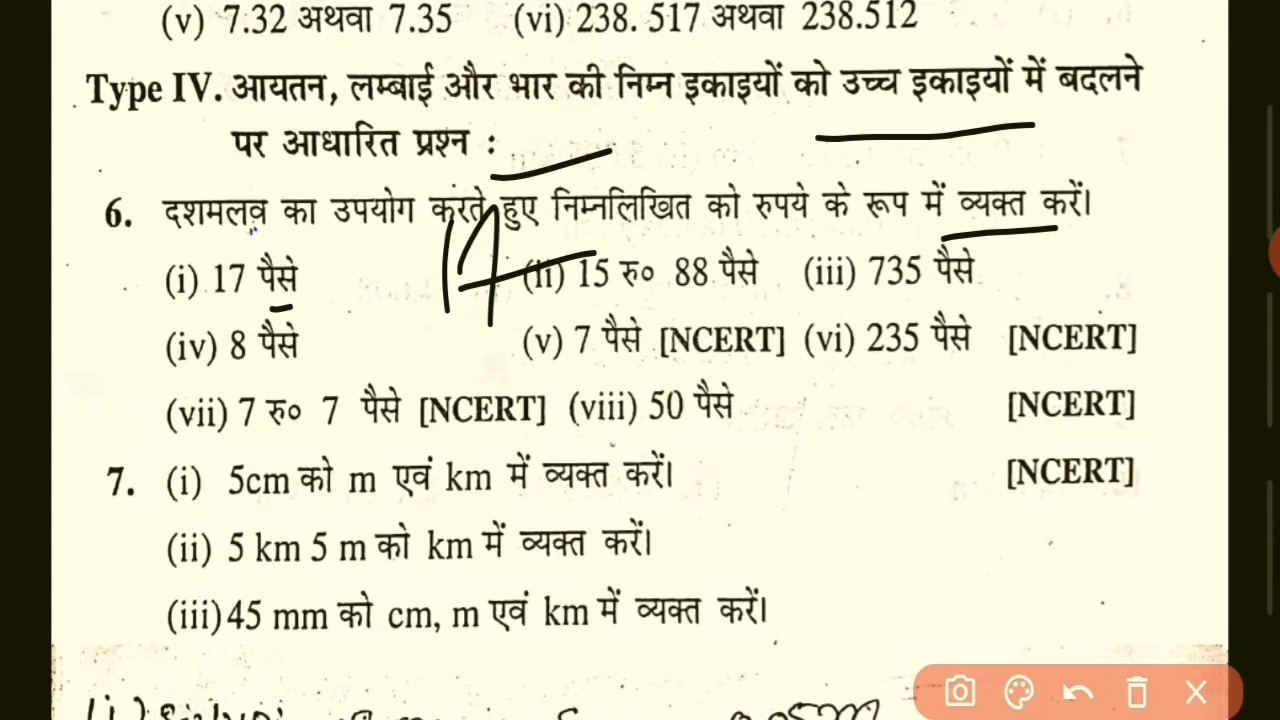 (v) 7.32 अथवा 7.35 (vi) 238. 517 अथवा 238.512
Type IV. आयतन, लम्बाई और भार की निम्न इकाइयों को उच्च इकाइयों में बदलने
पर आधारित प्रश्न :
6. दशमलव का उपयोग करते हुए निम्नलिखित को रुपये के रूप में व्यक्त करें।
(i) 17 पैसे (ii) 15 रु० 88 पैसे (iii) 735 पैसे
(iv) 8 पैसे (v) 7 पैसे [NCERT] (vi) 235 पैसे [NCERT]
(vii) 7 रु० 7 पैसे [NCERT] (viii) 50 पैसे [NCERT]
7. (i) 5cm को m एवं km में व्यक्त करें। [NCERT]
(ii) 5 km 5 m को km में व्यक्त करें।
(iii) 45 mm को cm, m एवं km में व्यक्त करें।